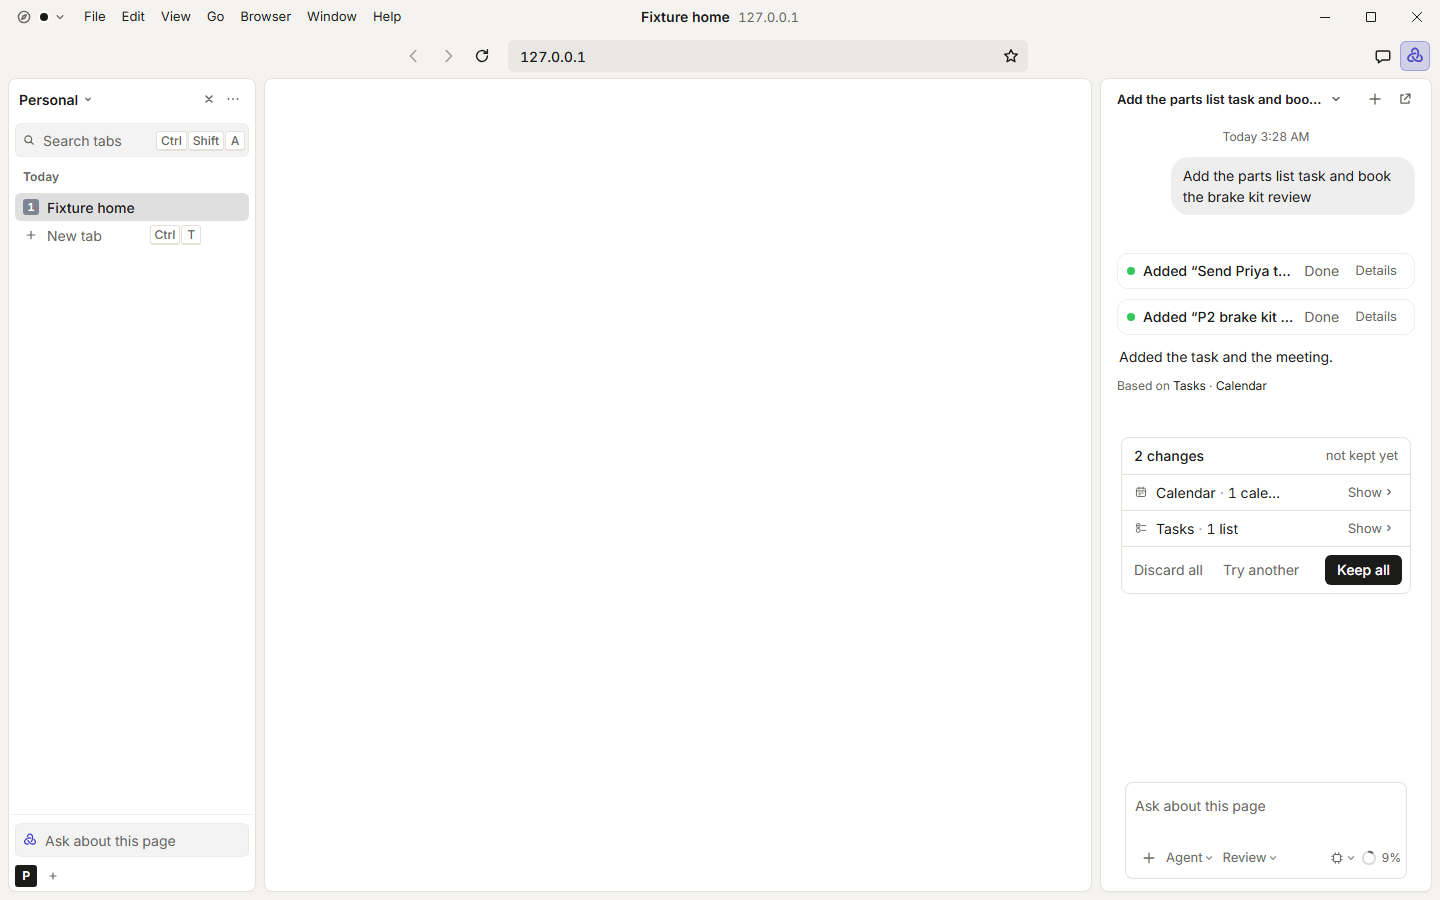 File Edit View Go Browser Window Help
Fixture home 127.0.0.1
127.0.0.1
Personal
Search tabs Ctrl Shift A
Today
1 Fixture home
New tab Ctrl T
Ask about this page
P
Add the parts list task and boo...
Today 3:28 AM
Add the parts list task and book
the brake kit review
Added “Send Priya t... Done Details
Added “P2 brake kit ... Done Details
Added the task and the meeting.
Based on Tasks · Calendar
2 changes not kept yet
Calendar · 1 cale... Show
Tasks · 1 list Show
Discard all Try another Keep all
Ask about this page
Agent Review 9%